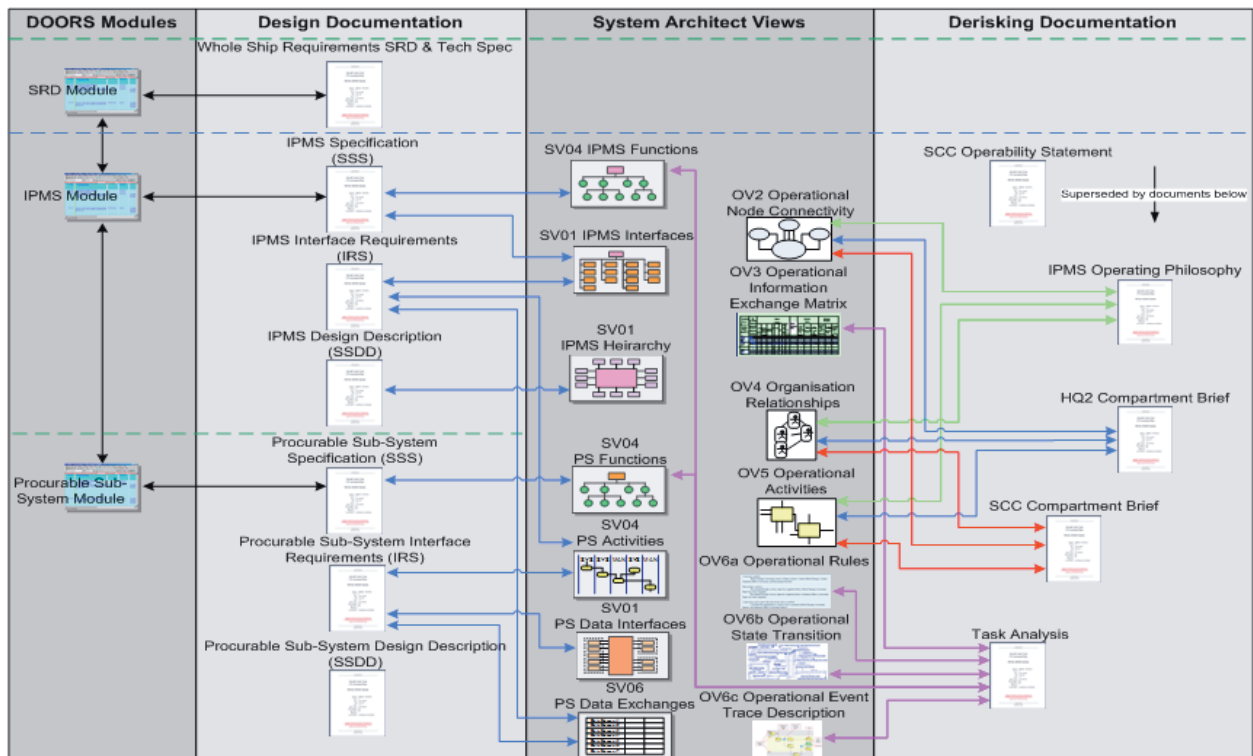 DOORS Modules
Design Documentation
System Architect Views
Derisking Documentation
Whole Ship Requirements SRD & Tech Spec
SRD Module
IPMS Specification
(SSS)
IPMS Module
IPMS Interface Requirements
(IRS)
IPMS Design Description
(SSDD)
Procurable Sub-System
Specification (SSS)
Procurable Sub-
System Module
Procurable Sub-System Interface
Requirements (IRS)
Procurable Sub-System Design Description
(SSDD)
SV04 IPMS Functions
SV01 IPMS Interfaces
SV01
IPMS Heirarchy
SV04
PS Functions
SV04
PS Activities
SV01
PS Data Interfaces
SV06
PS Data Exchanges
OV2 Operational
Node Connectivity
OV3 Operational
Information
Exchange Matrix
OV4 Organisation
Relationships
OV5 Operational
Activities
OV6a Operational Rules
OV6b Operational
State Transition
OV6c Operational Event
Trace Description
SCC Operability Statement
Superseded by documents below
IPMS Operating Philosophy
HQ2 Compartment Brief
SCC Compartment Brief
Task Analysis